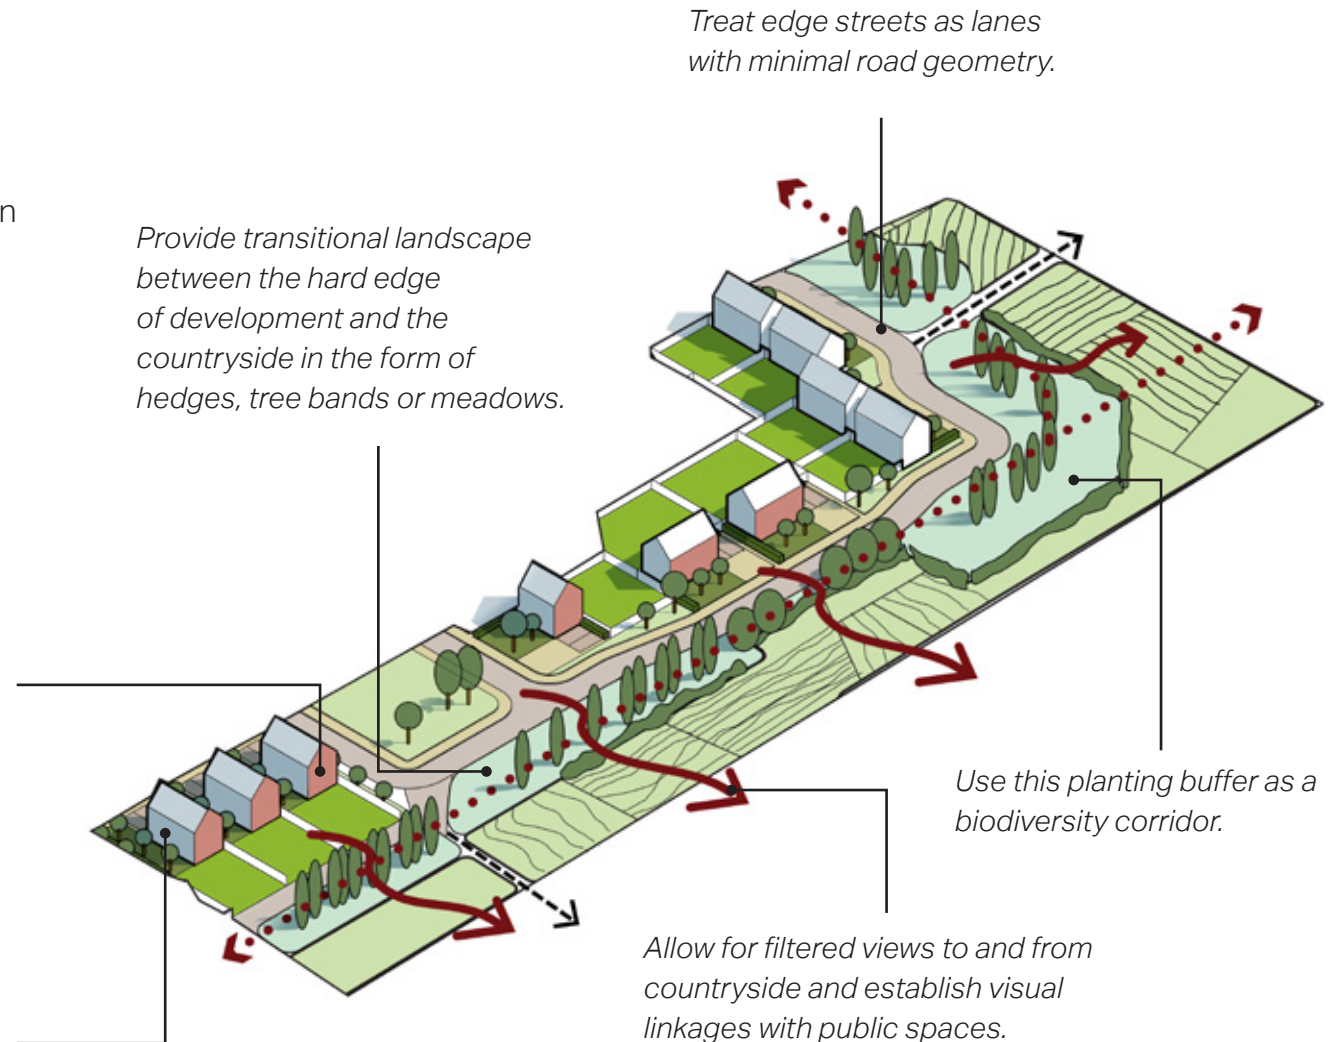 Treat edge streets as lanes
with minimal road geometry.
n
Provide transitional landscape
between the hard edge
of development and the
countryside in the form of
hedges, tree bands or meadows.
Use this planting buffer as a
biodiversity corridor.
Allow for filtered views to and from
countryside and establish visual
linkages with public spaces.